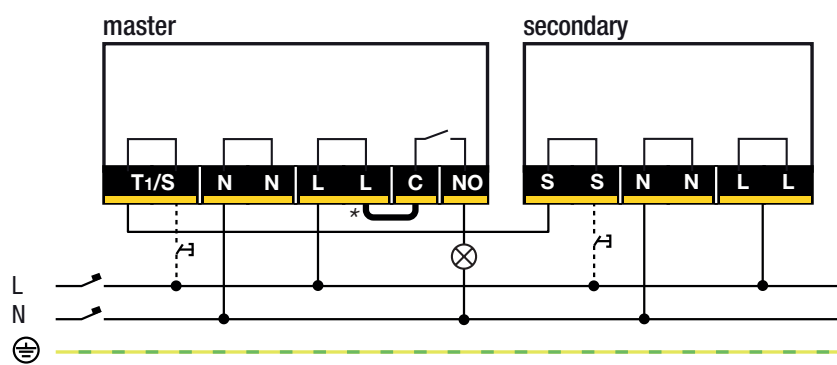 master secondary
T1/S N N L L C NO S S N N L L
*
L
N